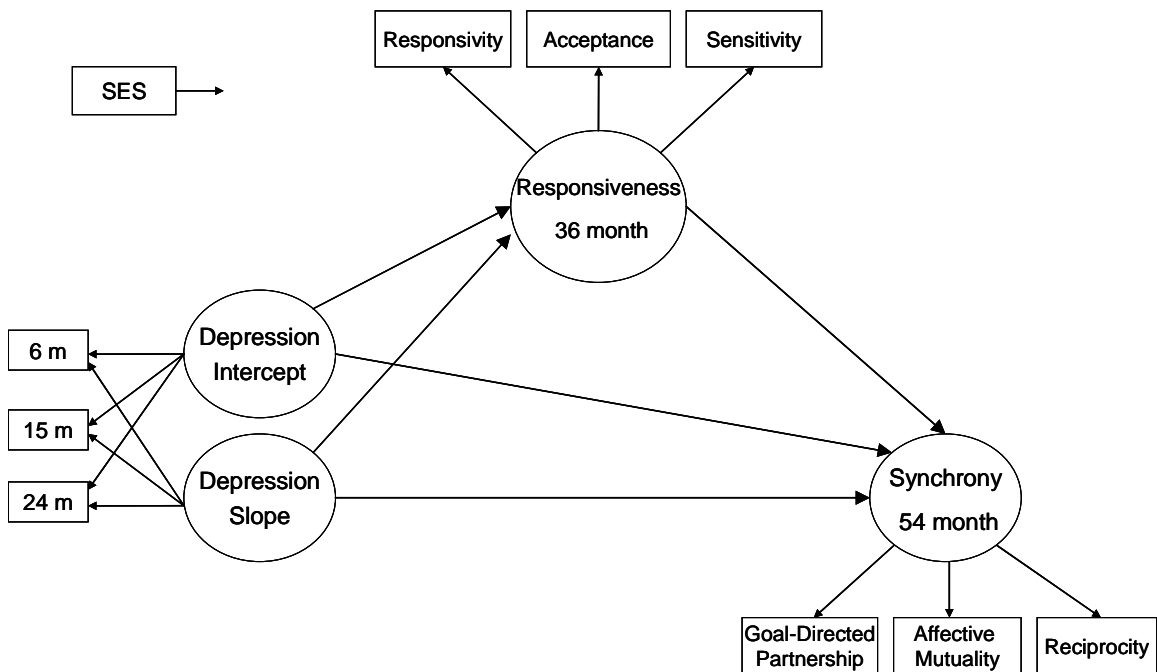 Responsivity
Acceptance
Sensitivity
SES
Responsiveness
36 month
Depression
Intercept
6 m
15 m
24 m
Depression
Slope
Synchrony
54 month
Goal-Directed
Partnership
Affective
Mutuality
Reciprocity